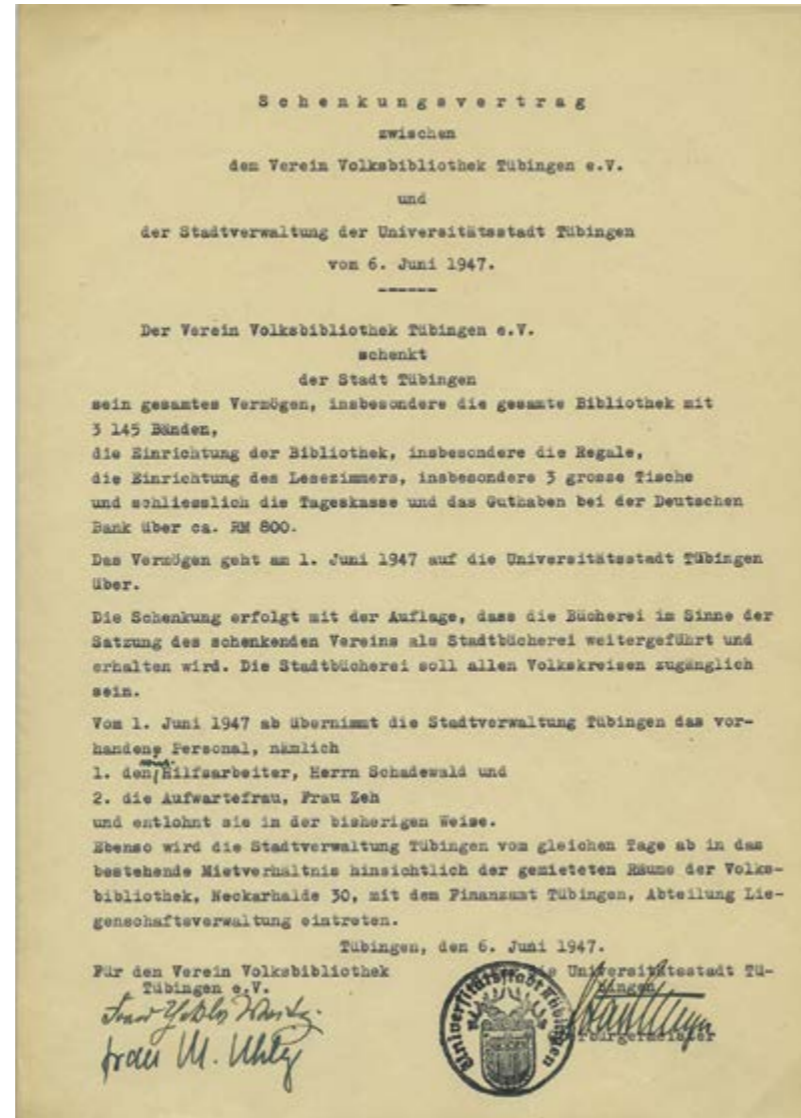 Schenkungsvertrag
zwischen
dem Verein Volksbibliothek Tübingen e.V.
und
der Stadtverwaltung der Universitätsstadt Tübingen
vom 6. Juni 1947.
------
Der Verein Volksbibliothek Tübingen e.V.
schenkt
der Stadt Tübingen
sein gesamtes Vermögen, insbesondere die gesamte Bibliothek mit
3 145 Bänden,
die Einrichtung der Bibliothek, insbesondere die Regale,
die Einrichtung des Lesezimmers, insbesondere 3 grosse Tische
und schliesslich die Tageskasse und das Guthaben bei der Deutschen
Bank über ca. RM 800.
Das Vermögen geht am 1. Juni 1947 auf die Universitätsstadt Tübingen
über.
Die Schenkung erfolgt mit der Auflage, dass die Bücherei im Sinne der
Satzung des schenkenden Vereins als Stadtbücherei weitergeführt und
erhalten wird. Die Stadtbücherei soll allen Volkskreisen zugänglich
sein.
Vom 1. Juni 1947 ab übernimmt die Stadtverwaltung Tübingen das vor-
handene Personal, nämlich
1. den Hilfsarbeiter, Herrn Schadewald und
2. die Aufwartefrau, Frau Zeh
und entlohnt sie in der bisherigen Weise.
Ebenso wird die Stadtverwaltung Tübingen vom gleichen Tage ab in das
bestehende Mietverhältnis hinsichtlich der gemieteten Räume der Volks-
bibliothek, Neckarhalde 30, mit dem Finanzamt Tübingen, Abteilung Lie-
genschaftsverwaltung eintreten.
Tübingen, den 6. Juni 1947.
Für den Verein Volksbibliothek
Tübingen e.V.
Universitätsstadt Tü-
bingen
Universitätsstadt Tübingen
bürgermeister
Frau M. Uhlig